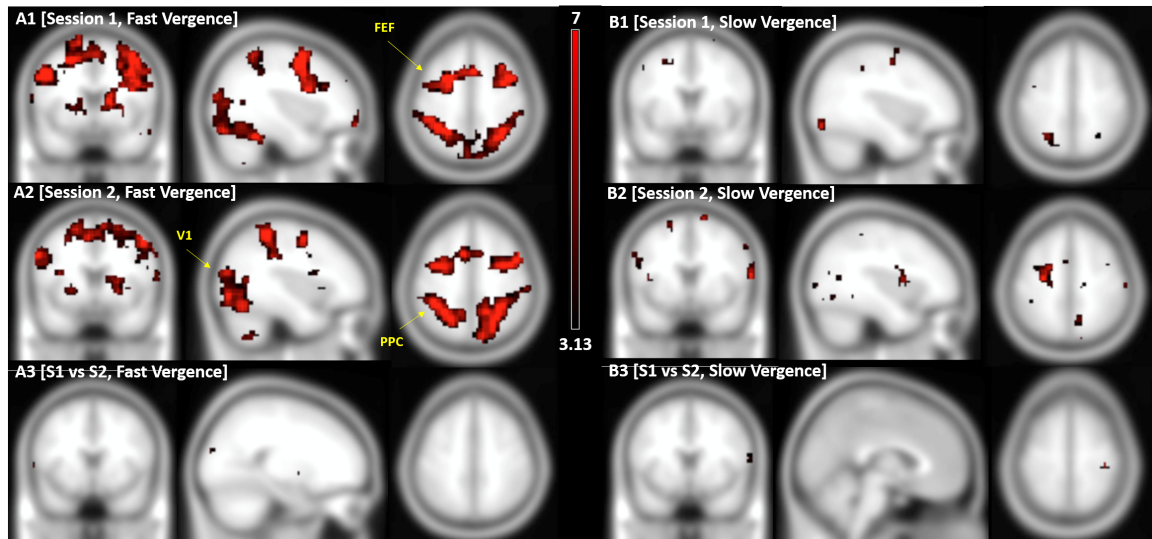 A1 [Session 1, Fast Vergence]
FEF
7
B1 [Session 1, Slow Vergence]
A2 [Session 2, Fast Vergence]
V1
PPC
3.13
B2 [Session 2, Slow Vergence]
A3 [S1 vs S2, Fast Vergence]
B3 [S1 vs S2, Slow Vergence]